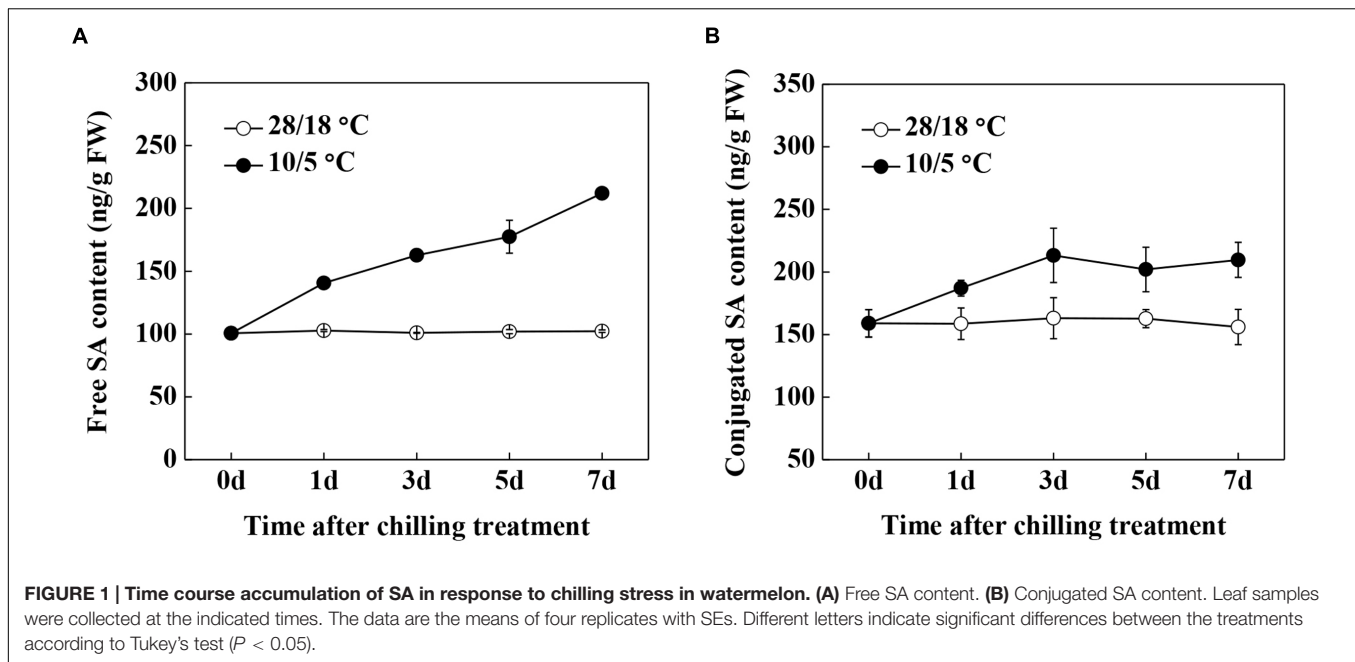 A
Free SA content (ng/g FW)
300
250
200
150
100
50
0
28/18 °C
10/5 °C
0d 1d 3d 5d 7d
Time after chilling treatment
B
Conjugated SA content (ng/g FW)
350
300
250
200
150
100
50
28/18 °C
10/5 °C
0d 1d 3d 5d 7d
Time after chilling treatment
FIGURE 1 | Time course accumulation of SA in response to chilling stress in watermelon. (A) Free SA content. (B) Conjugated SA content. Leaf samples
were collected at the indicated times. The data are the means of four replicates with SEs. Different letters indicate significant differences between the treatments
according to Tukey’s test (P < 0.05).